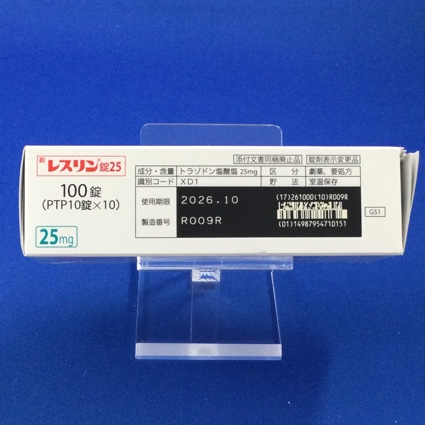 劇 レスリン®錠25
100錠
(PTP10錠×10)
25mg
添付文書同梱廃止品 錠剤表示変更品
成分・含量 トラゾドン塩酸塩 25mg 区分 劇薬、要処方
識別コード XD1 貯法 室温保存
使用期限 2026.10
製造番号 R009R
(17)261000(10)R009R
(01)14987954710151
GS1